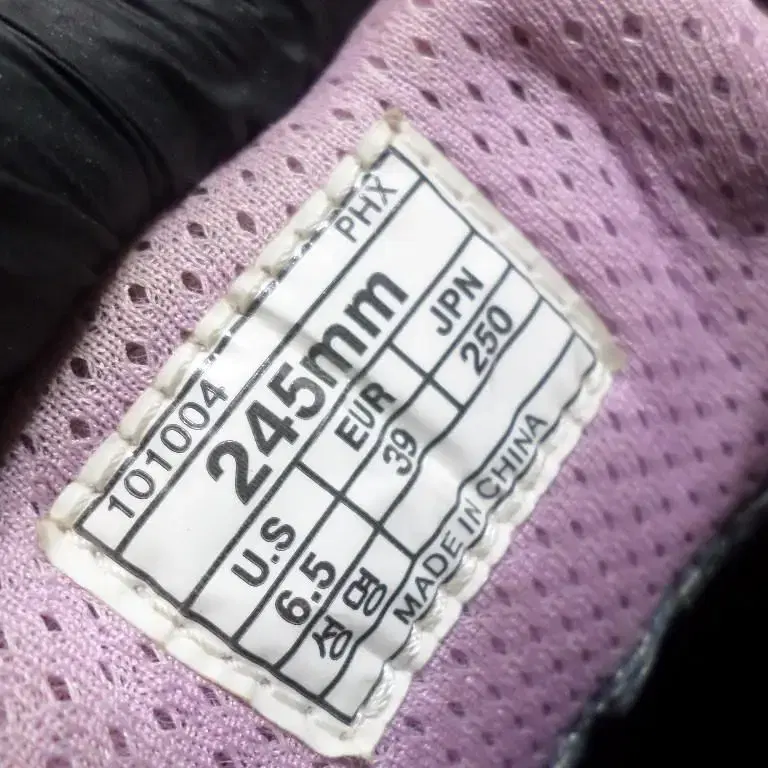 101004 PHX
245mm
U.S EUR JPN
6.5 39 250
성명
MADE IN CHINA